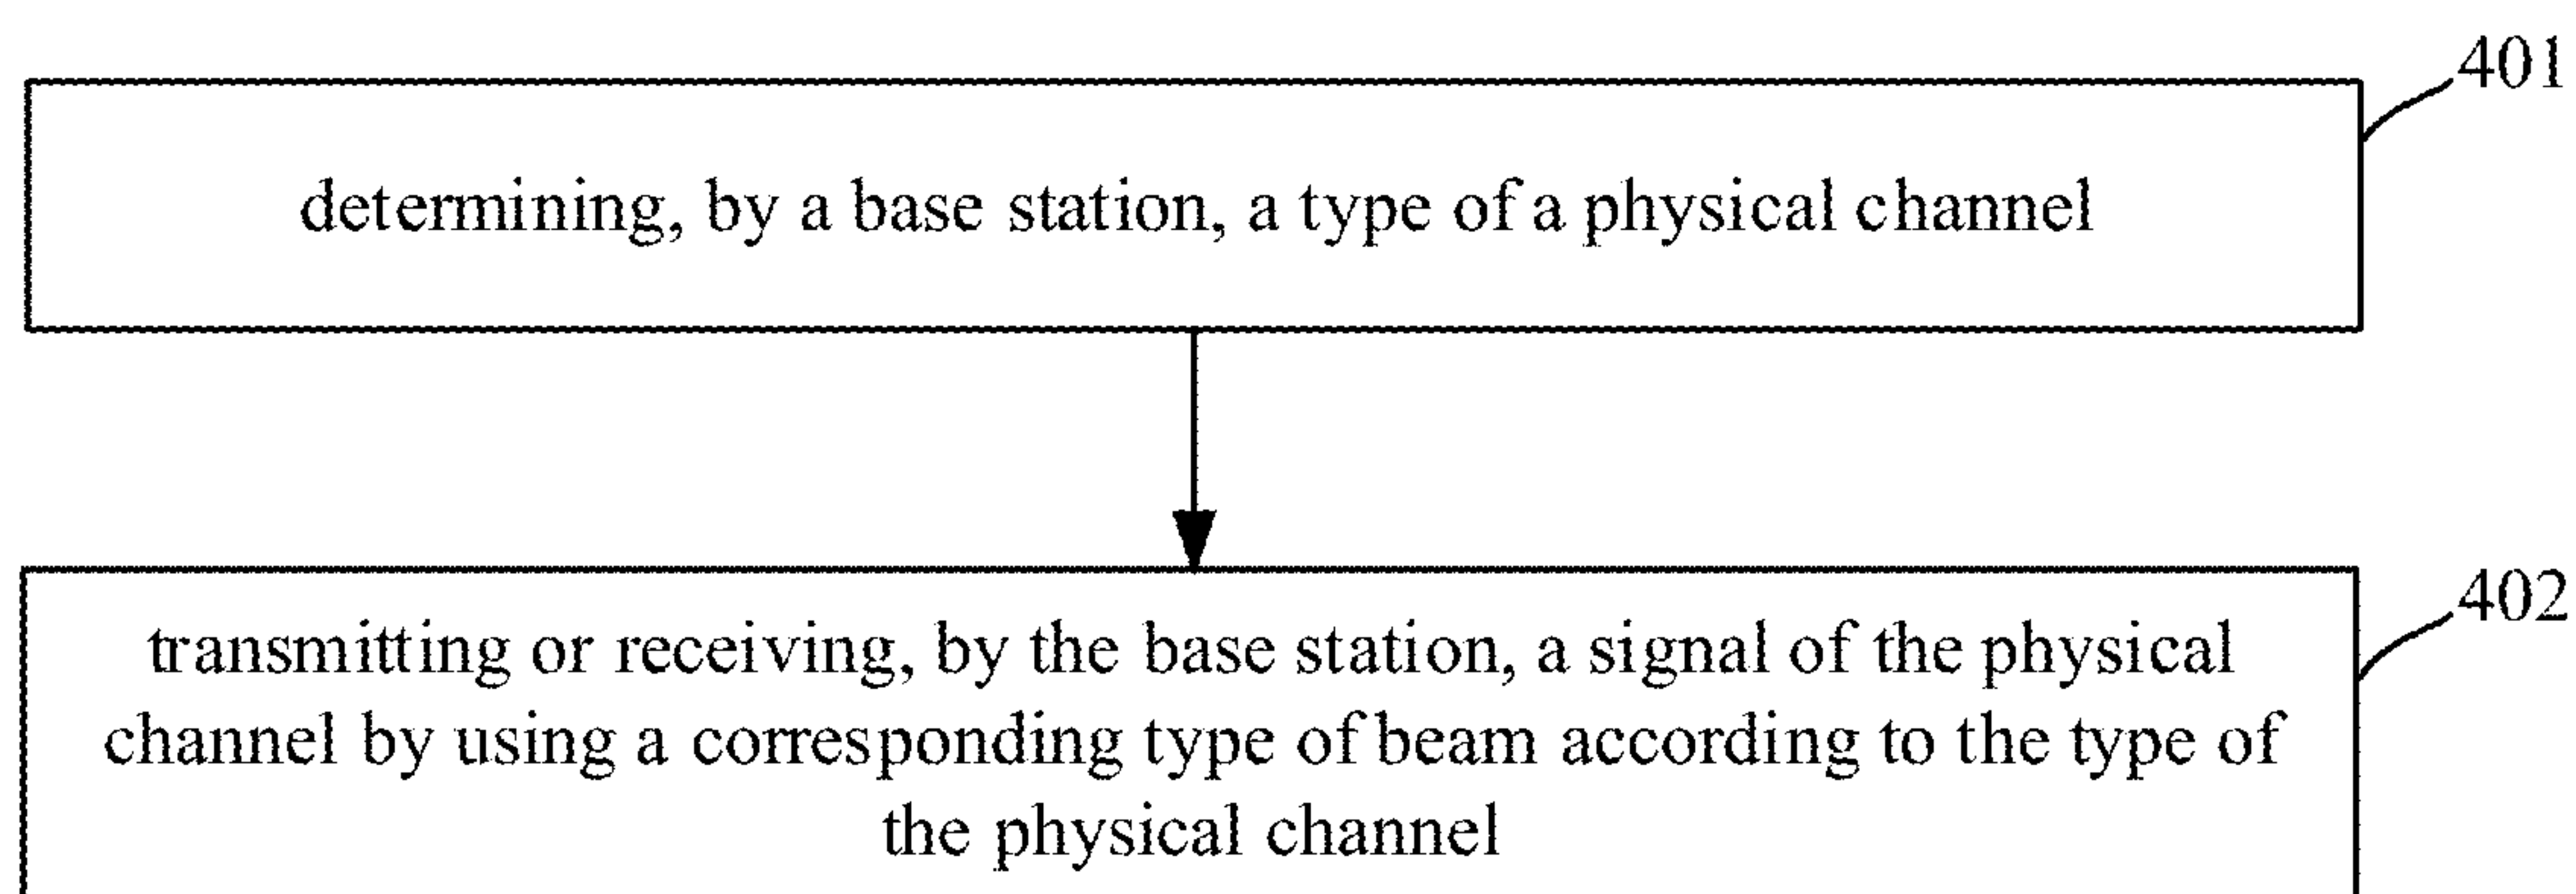 401
determining, by a base station, a type of a physical channel
402
transmitting or receiving, by the base station, a signal of the physical
channel by using a corresponding type of beam according to the type of
the physical channel